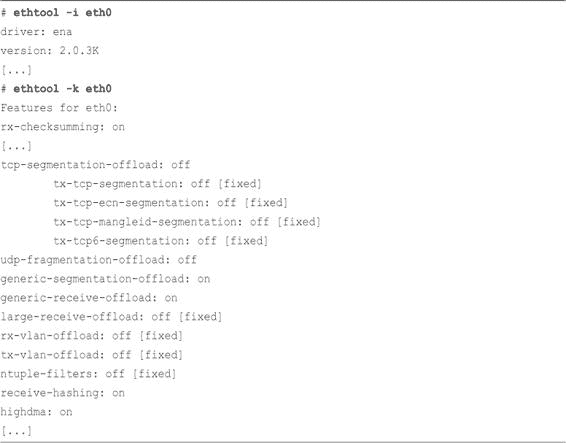 # ethtool -i eth0
driver: ena
version: 2.0.3K
[...]
# ethtool -k eth0
Features for eth0:
rx-checksumming: on
[...]
tcp-segmentation-offload: off
        tx-tcp-segmentation: off [fixed]
        tx-tcp-ecn-segmentation: off [fixed]
        tx-tcp-mangleid-segmentation: off [fixed]
        tx-tcp6-segmentation: off [fixed]
udp-fragmentation-offload: off
generic-segmentation-offload: on
generic-receive-offload: on
large-receive-offload: off [fixed]
rx-vlan-offload: off [fixed]
tx-vlan-offload: off [fixed]
ntuple-filters: off [fixed]
receive-hashing: on
highdma: on
[...]